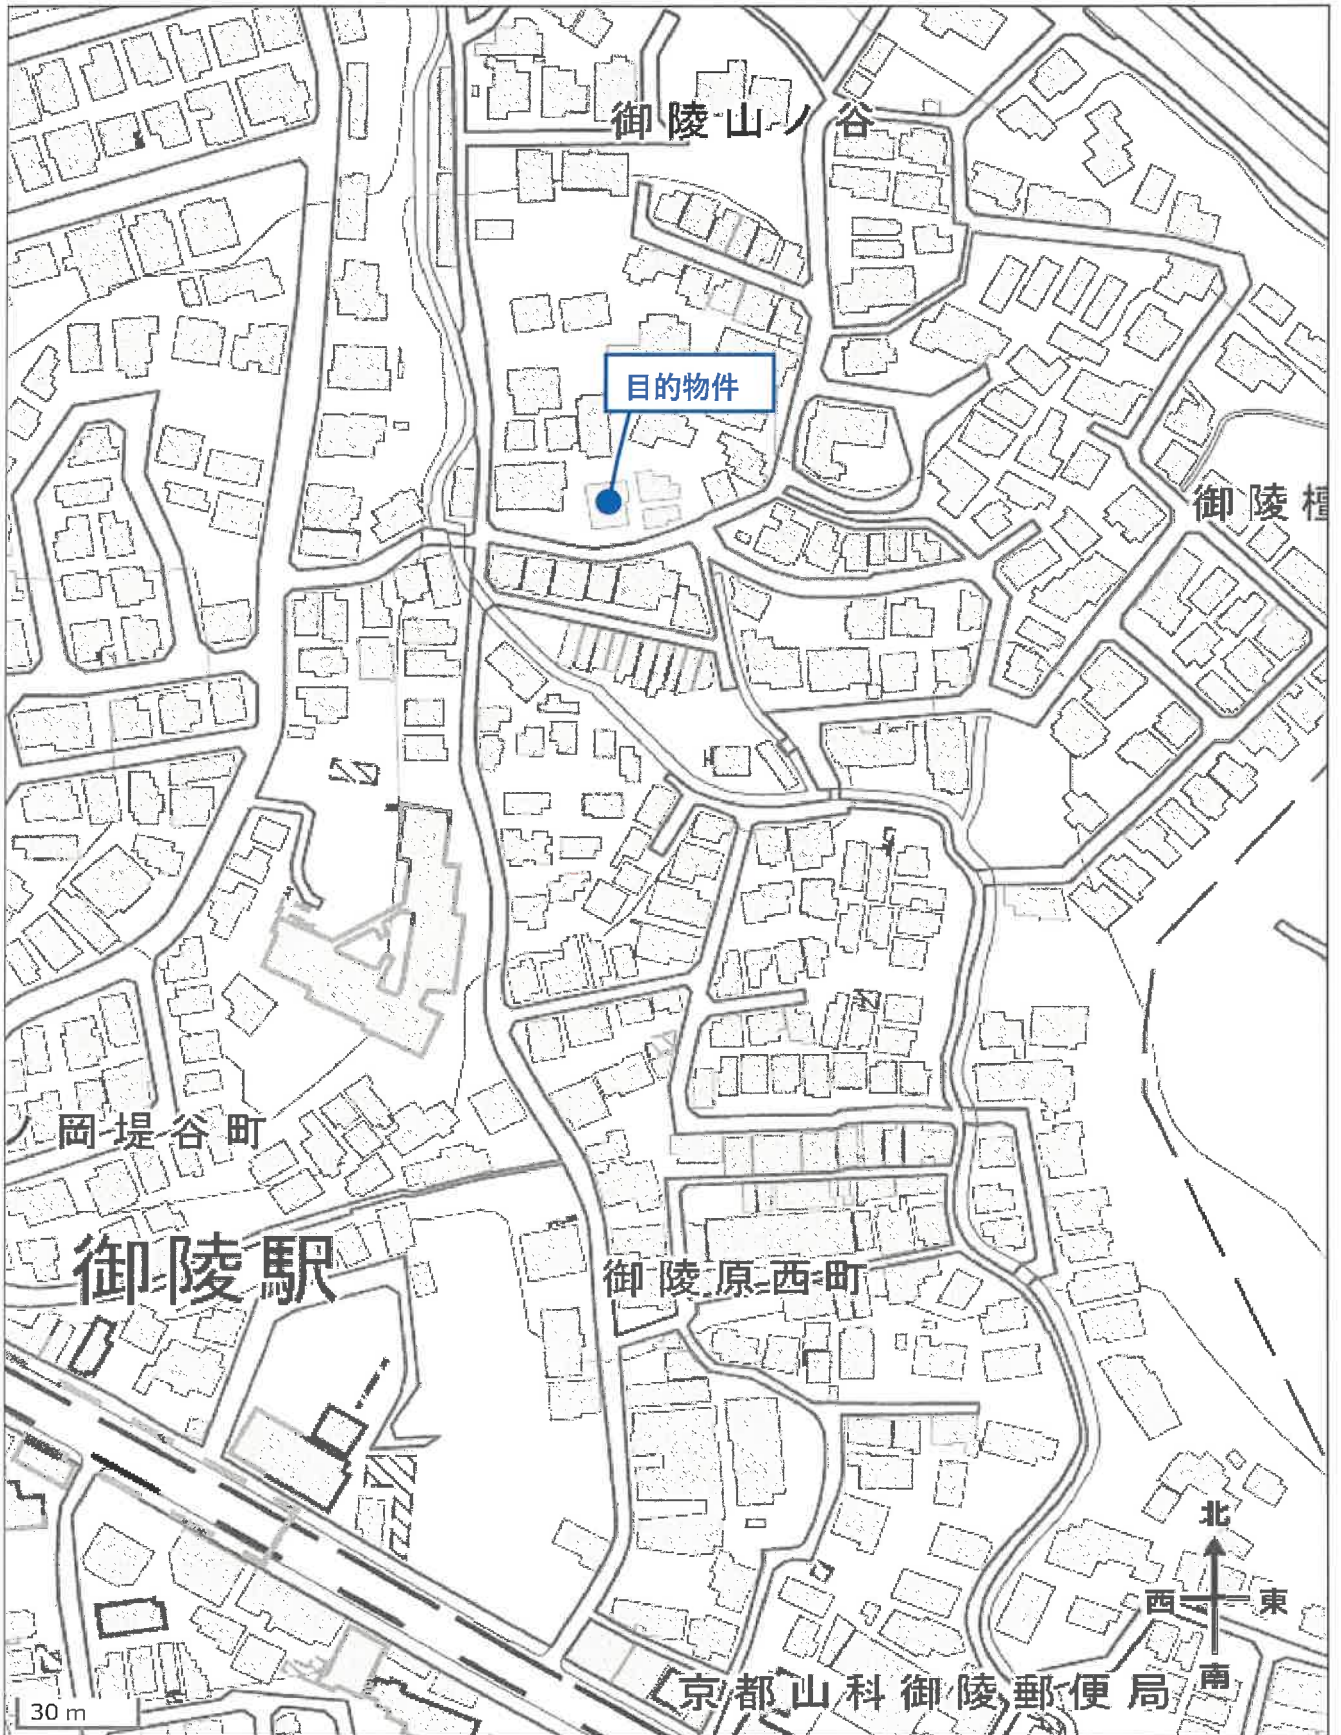 御陵山ノ谷
目的物件
御陵檀
ノ岡堤谷町
御陵駅
御陵原西町
北
西 東
南
京都山科御陵郵便局
30 m